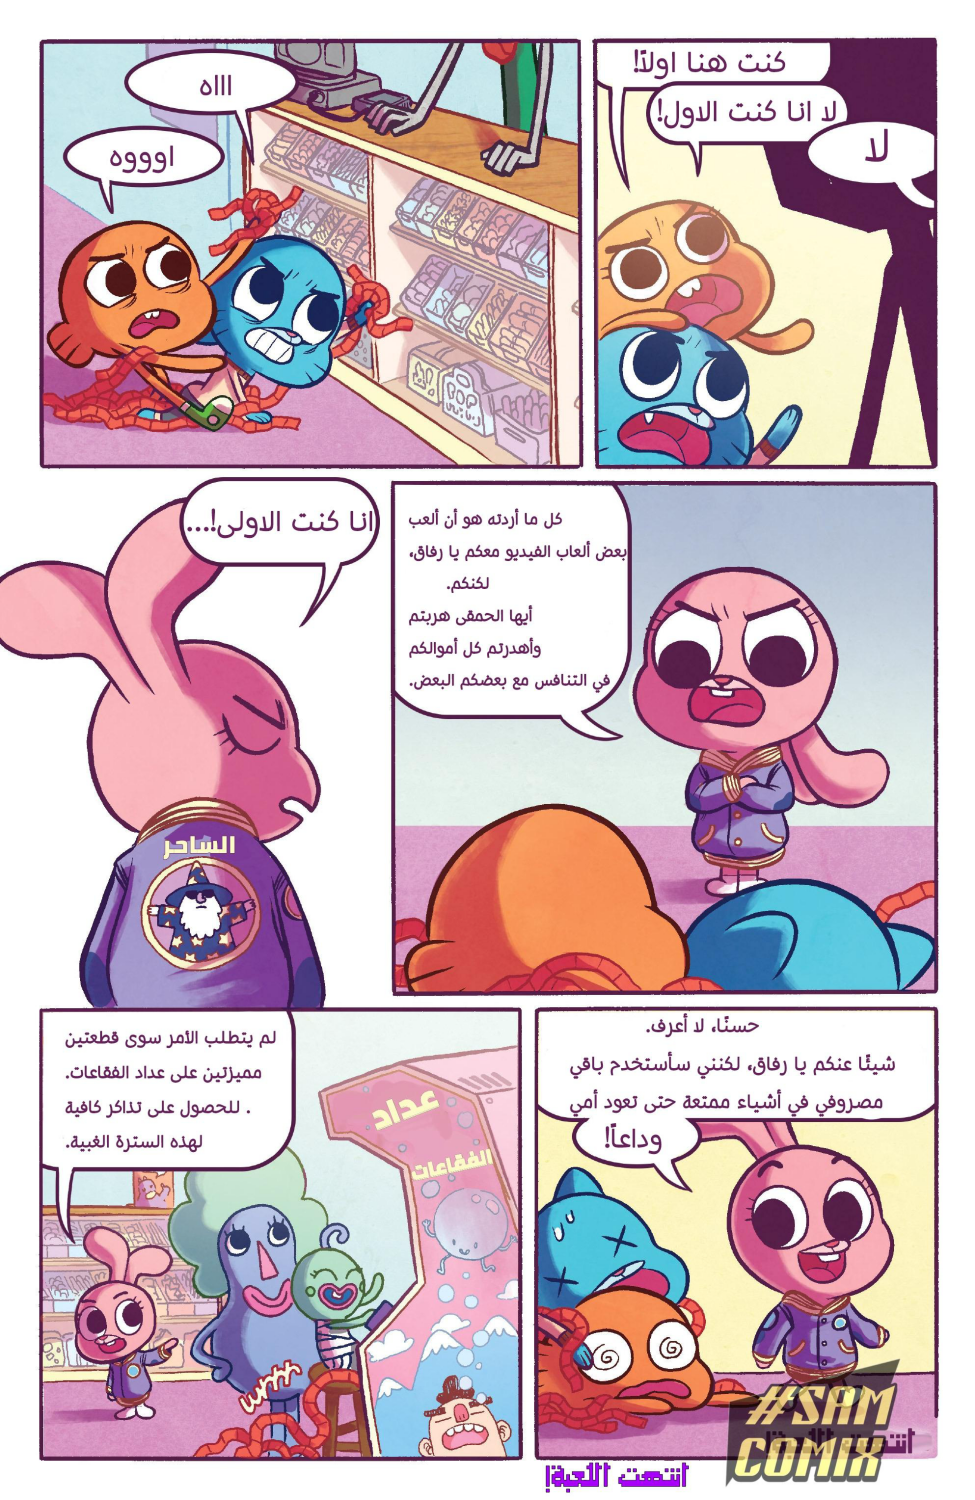 كنت هنا اولاً!
لا انا كنت الاول!
لا
اااه
اوووه
كل ما أردته هو أن ألعب
بعض ألعاب الفيديو معكم يا رفاق،
لكنكم.
أيها الحمقى هربتم
وأهدرتم كل أموالكم
في التنافس مع بعضكم البعض.
انا كنت الاولى!...
الساحر
حسنًا، لا أعرف.
شيئًا عنكم يا رفاق، لكنني سأستخدم باقي
مصروفي في أشياء ممتعة حتى تعود أمي
وداعاً!
لم يتطلب الأمر سوى قطعتين
مميزتين على عداد الفقاعات.
. للحصول على تذاكر كافية
لهذه السترة الغبية.
عداد
الفقاعات
wrrr
#SAM
COMIX
انتهت اللعبة!
انتهت اللعبة!